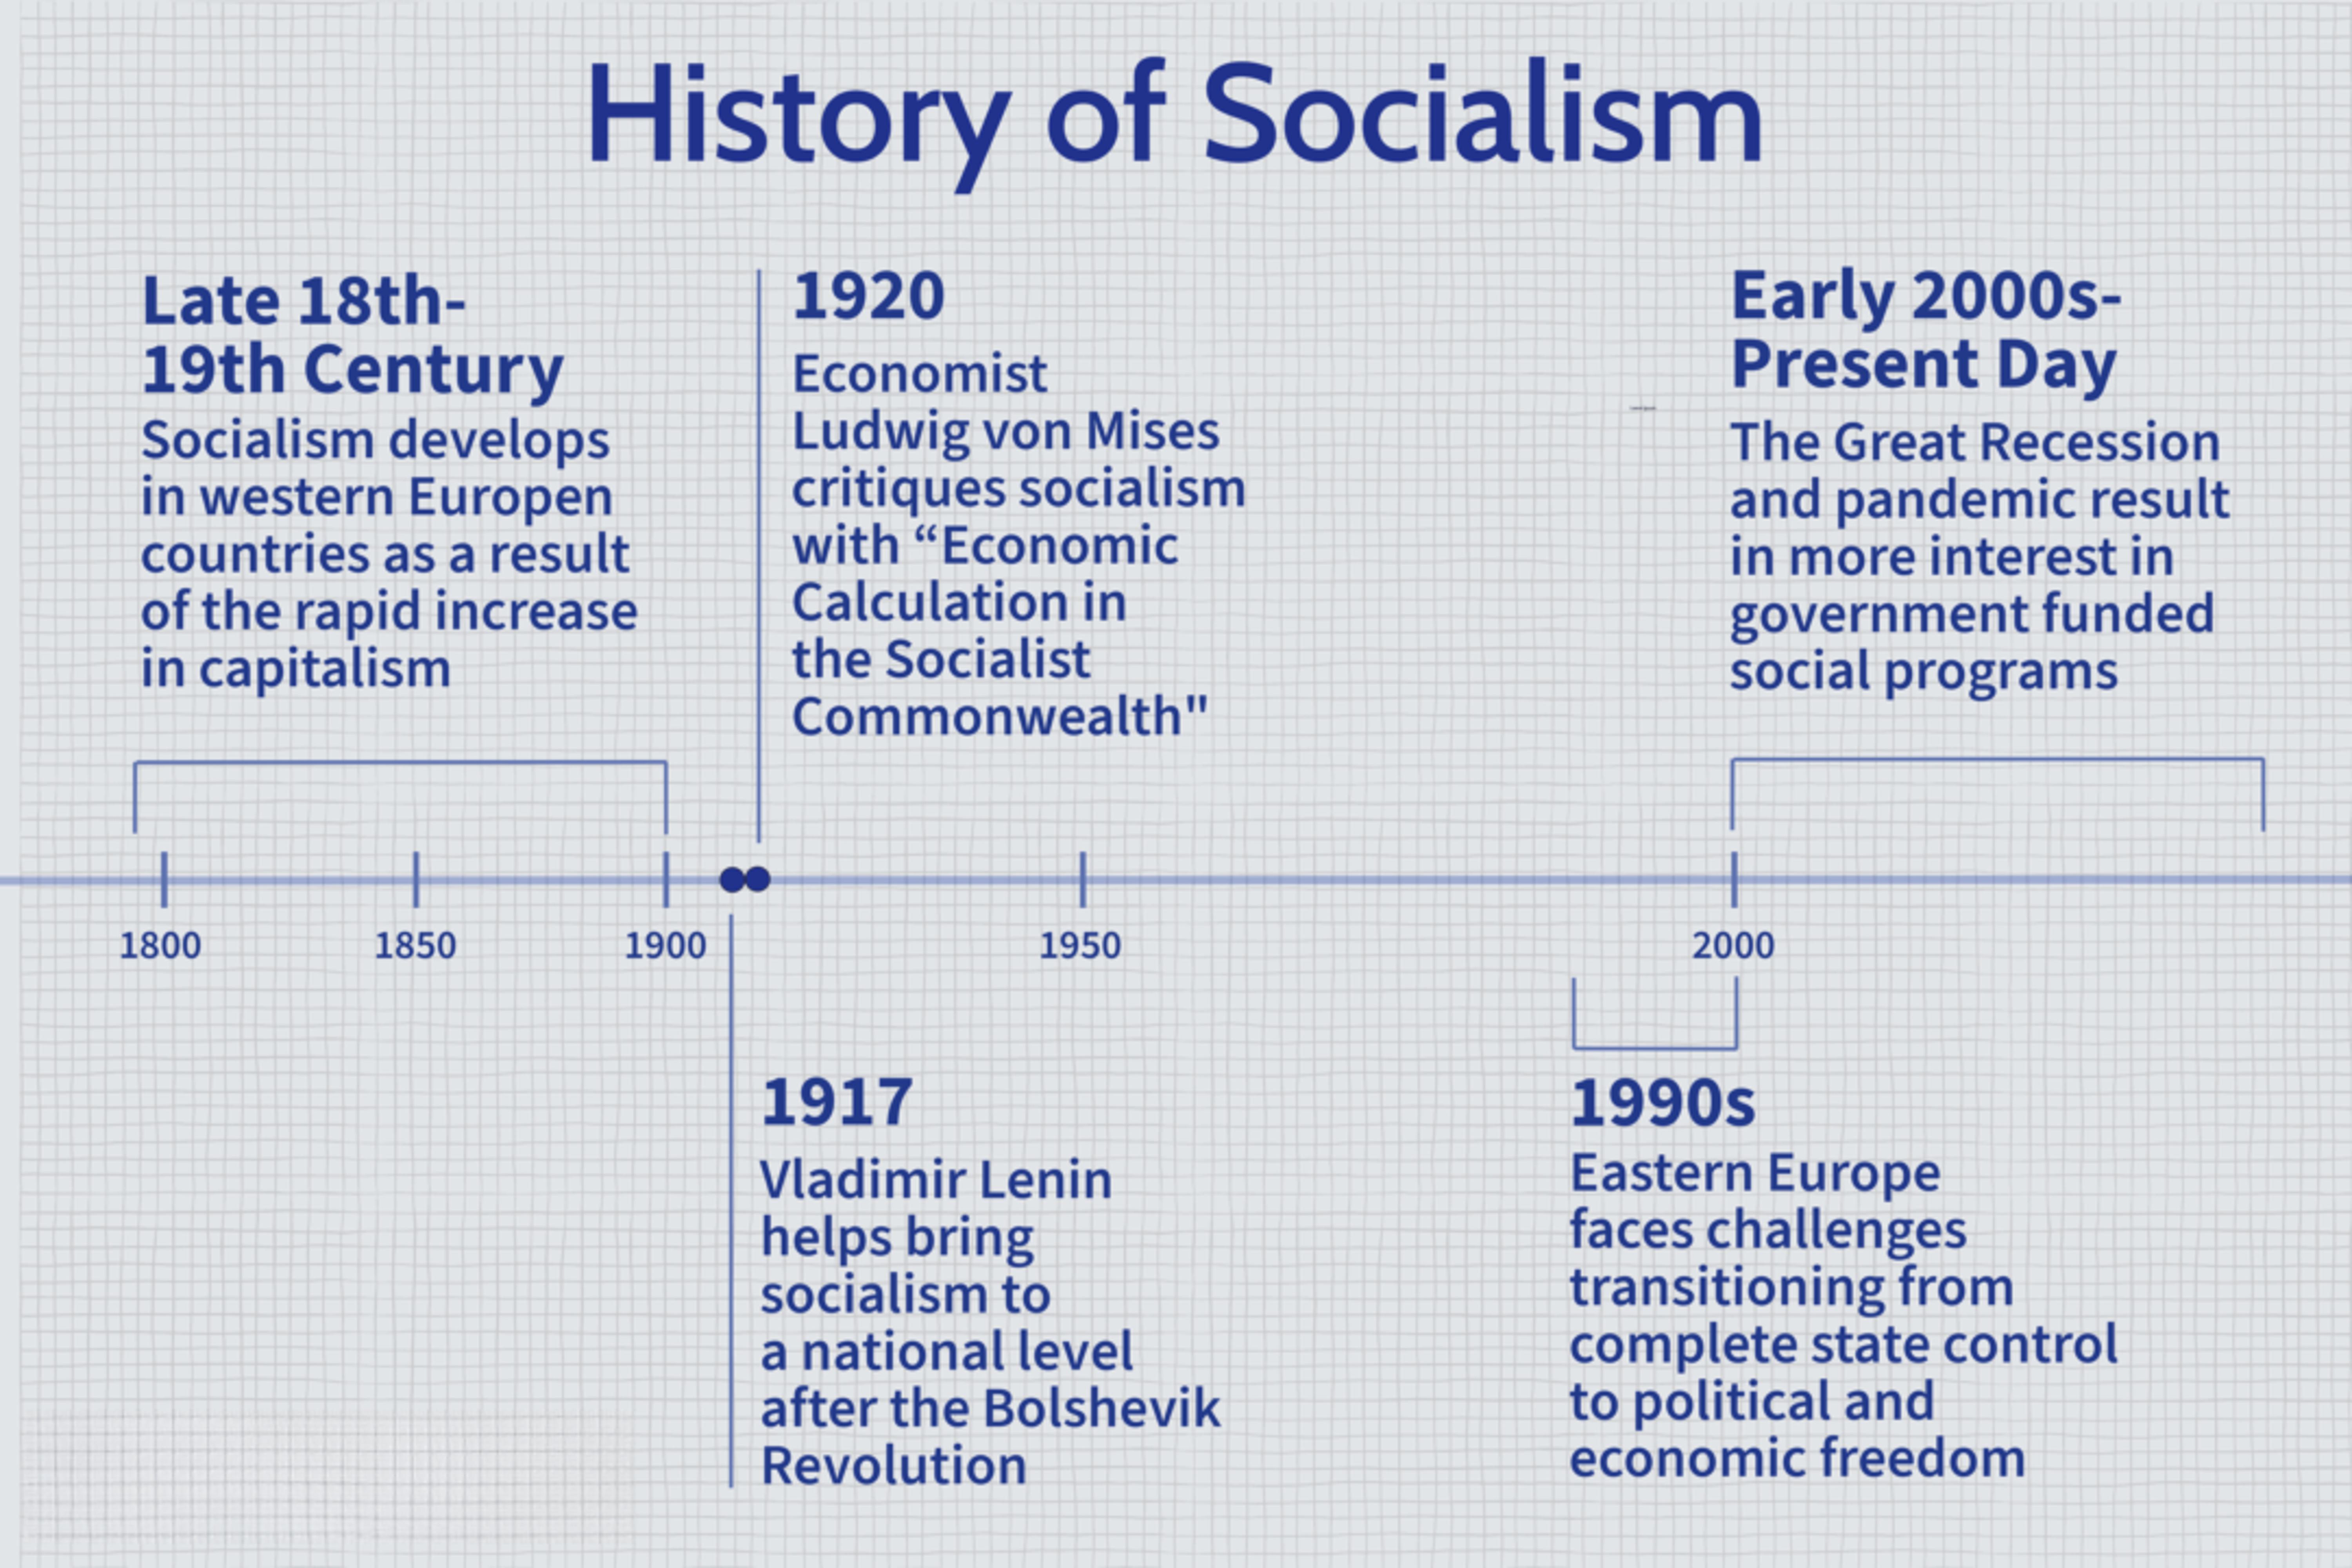 History of Socialism
Late 18th-
19th Century
Socialism develops
in western Europen
countries as a result
of the rapid increase
in capitalism
1920
Economist
Ludwig von Mises
critiques socialism
with “Economic
Calculation in
the Socialist
Commonwealth"
Early 2000s-
Present Day
The Great Recession
and pandemic result
in more interest in
government funded
social programs
1800
1850
1900
1950
2000
1917
Vladimir Lenin
helps bring
socialism to
a national level
after the Bolshevik
Revolution
1990s
Eastern Europe
faces challenges
transitioning from
complete state control
to political and
economic freedom